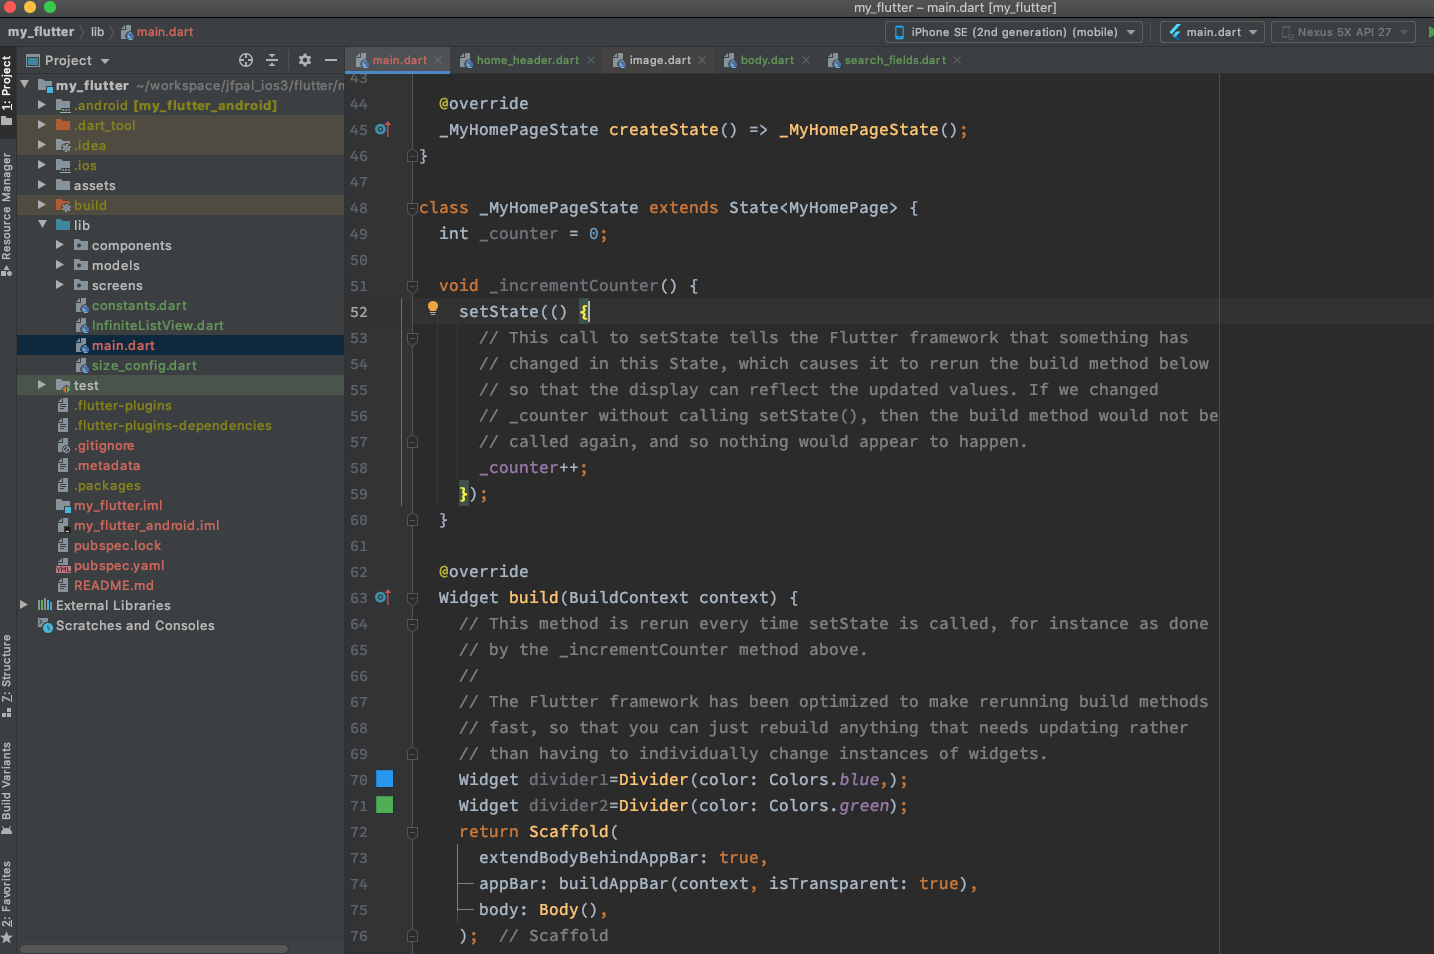 my_flutter – main.dart [my_flutter]
my_flutter lib main.dart
iPhone SE (2nd generation) (mobile) main.dart Nexus 5X API 27
1: Project
Resource Manager
7: Structure
Build Variants
2: Favorites
Project
my_flutter ~/workspace/jfpal_ios3/flutter/m
.android [my_flutter_android]
.dart_tool
.idea
.ios
assets
build
lib
components
models
screens
constants.dart
InfiniteListView.dart
main.dart
size_config.dart
test
.flutter-plugins
.flutter-plugins-dependencies
.gitignore
.metadata
.packages
my_flutter.iml
my_flutter_android.iml
pubspec.lock
pubspec.yaml
README.md
External Libraries
Scratches and Consoles
main.dart home_header.dart image.dart body.dart search_fields.dart
43
44 @override
45 _MyHomePageState createState() => _MyHomePageState();
46 }
47
48 class _MyHomePageState extends State<MyHomePage> {
49 int _counter = 0;
50
51 void _incrementCounter() {
52 setState(() {
53 // This call to setState tells the Flutter framework that something has
54 // changed in this State, which causes it to rerun the build method below
55 // so that the display can reflect the updated values. If we changed
56 // _counter without calling setState(), then the build method would not be
57 // called again, and so nothing would appear to happen.
58 _counter++;
59 });
60 }
61
62 @override
63 Widget build(BuildContext context) {
64 // This method is rerun every time setState is called, for instance as done
65 // by the _incrementCounter method above.
66 //
67 // The Flutter framework has been optimized to make rerunning build methods
68 // fast, so that you can just rebuild anything that needs updating rather
69 // than having to individually change instances of widgets.
70 Widget divider1=Divider(color: Colors.blue,);
71 Widget divider2=Divider(color: Colors.green);
72 return Scaffold(
73 extendBodyBehindAppBar: true,
74 appBar: buildAppBar(context, isTransparent: true),
75 body: Body(),
76 ); // Scaffold